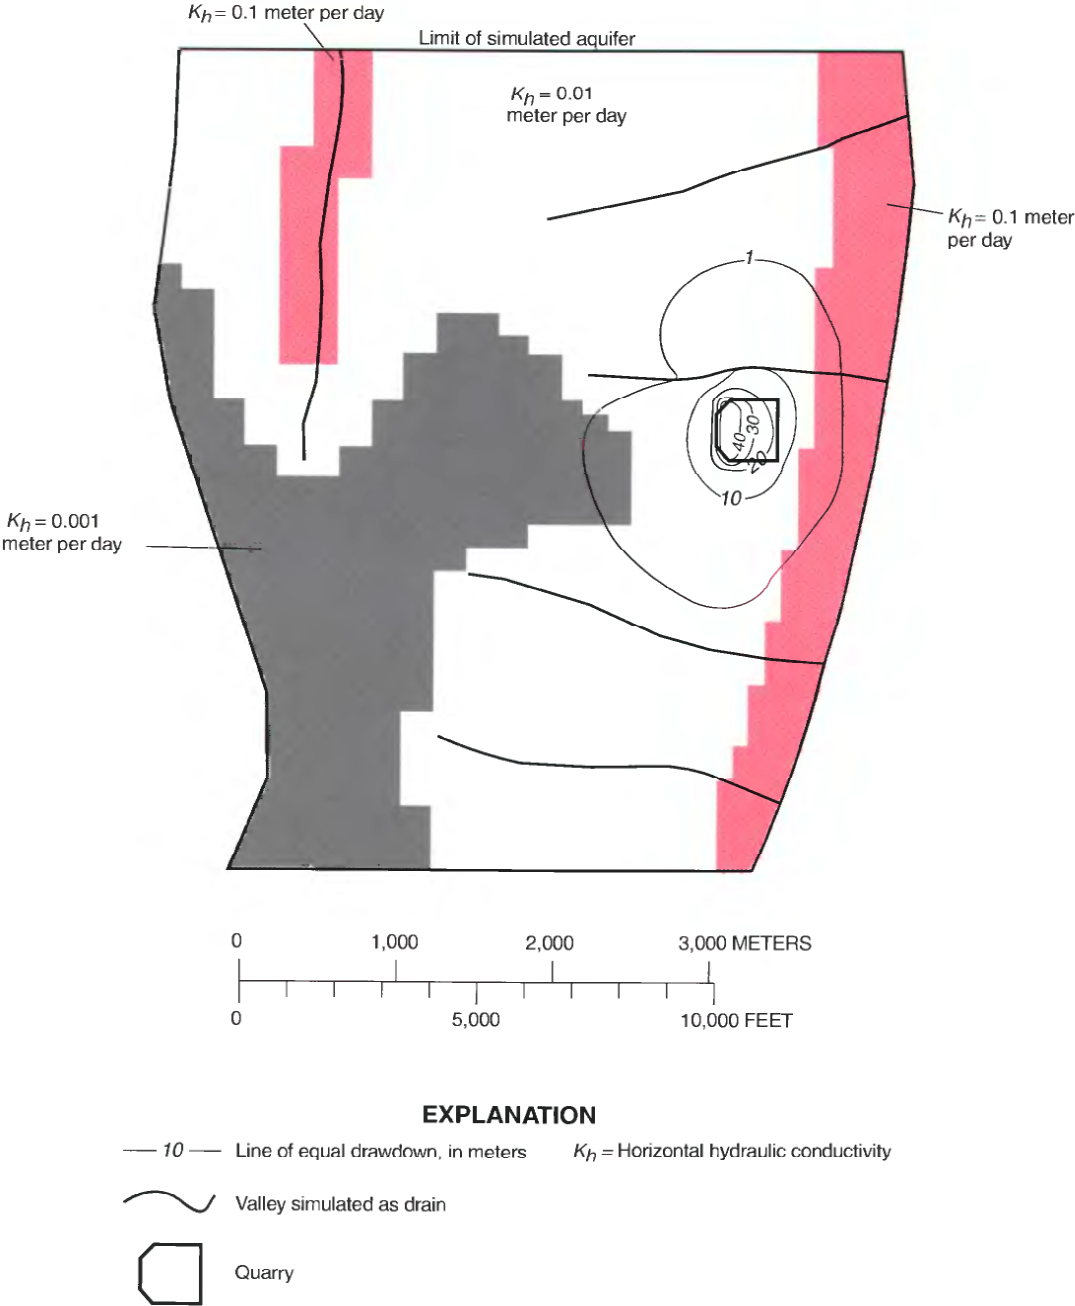 Kh = 0.1 meter per day
Limit of simulated aquifer
Kh = 0.01
meter per day
Kh = 0.1 meter
per day
1
30
40
20
10
Kh = 0.001
meter per day
0 1,000 2,000 3,000 METERS
0 5,000 10,000 FEET
EXPLANATION
10 Line of equal drawdown, in meters Kh = Horizontal hydraulic conductivity
Valley simulated as drain
Quarry